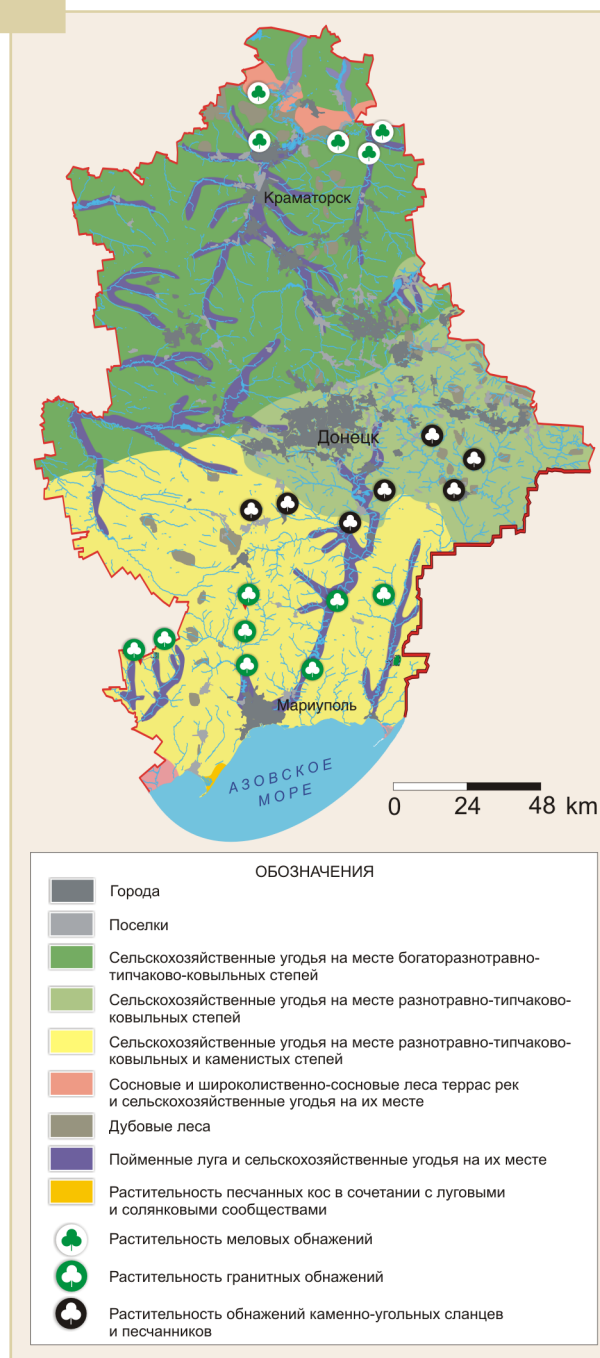 Краматорск
Донецк
Мариуполь
АЗОВСКОЕ
МОРЕ
0 24 48 km
ОБОЗНАЧЕНИЯ
Города
Поселки
Сельскохозяйственные угодья на месте богаторазнотравно-
типчаково-ковыльных степей
Сельскохозяйственные угодья на месте разнотравно-типчаково-
ковыльных степей
Сельскохозяйственные угодья на месте разнотравно-типчаково-
ковыльных и каменистых степей
Сосновые и широколиственно-сосновые леса террас рек
и сельскохозяйственные угодья на их месте
Дубовые леса
Пойменные луга и сельскохозяйственные угодья на их месте
Растительность песчанных кос в сочетании с луговыми
и солянковыми сообществами
Растительность меловых обнажений
Растительность гранитных обнажений
Растительность обнажений каменно-угольных сланцев
и песчанников